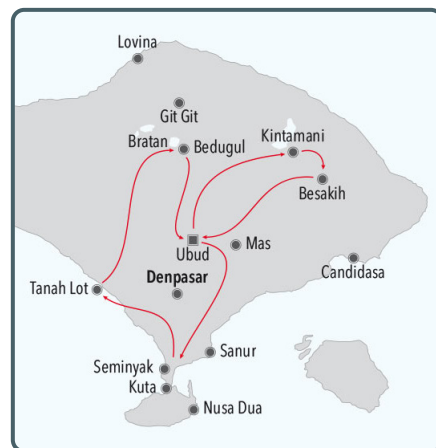 Lovina
Git Git
Bratan
Bedugul
Kintamani
Besakih
Ubud
Mas
Candidasa
Denpasar
Tanah Lot
Sanur
Seminyak
Kuta
Nusa Dua